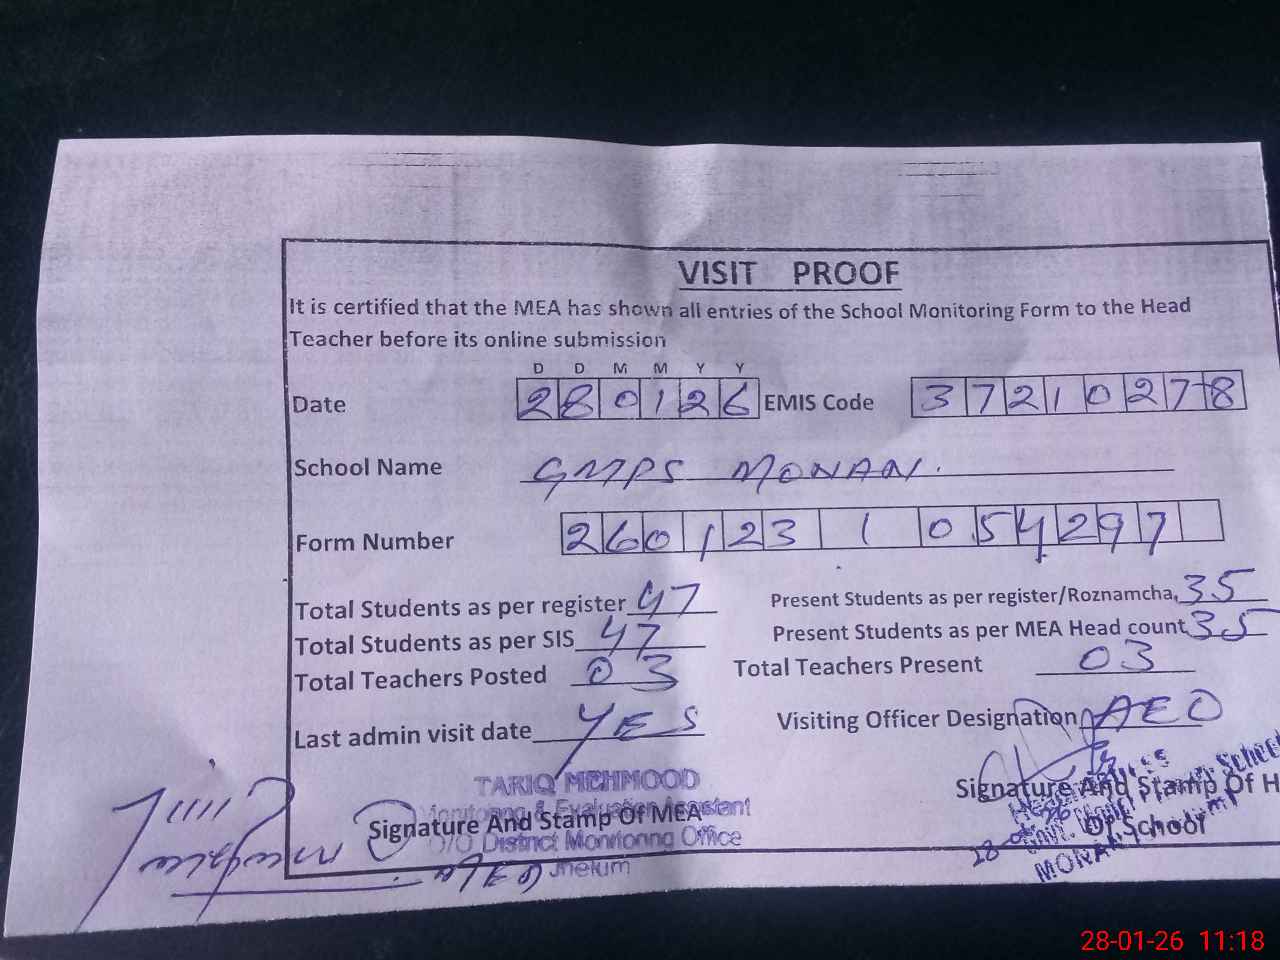 VISIT PROOF
It is certified that the MEA has shown all entries of the School Monitoring Form to the Head
Teacher before its online submission
D D M M Y Y
Date 280126 EMIS Code 37210278
School Name GMPS MONAN.
Form Number 260123 1 054297
Total Students as per register 47 Present Students as per register/Roznamcha, 35
Total Students as per SIS 47 Present Students as per MEA Head count 35
Total Teachers Posted 03 Total Teachers Present 03
Last admin visit date YES Visiting Officer Designation AEO
TARIQ MEHMOOD
Monitoring & Evaluation Assistant
Signature And Stamp Of MEA
O/O District Monitoring Office
Jhelum
Signature And Stamp Of H
Of School
MONAN
28-01-26 11:18